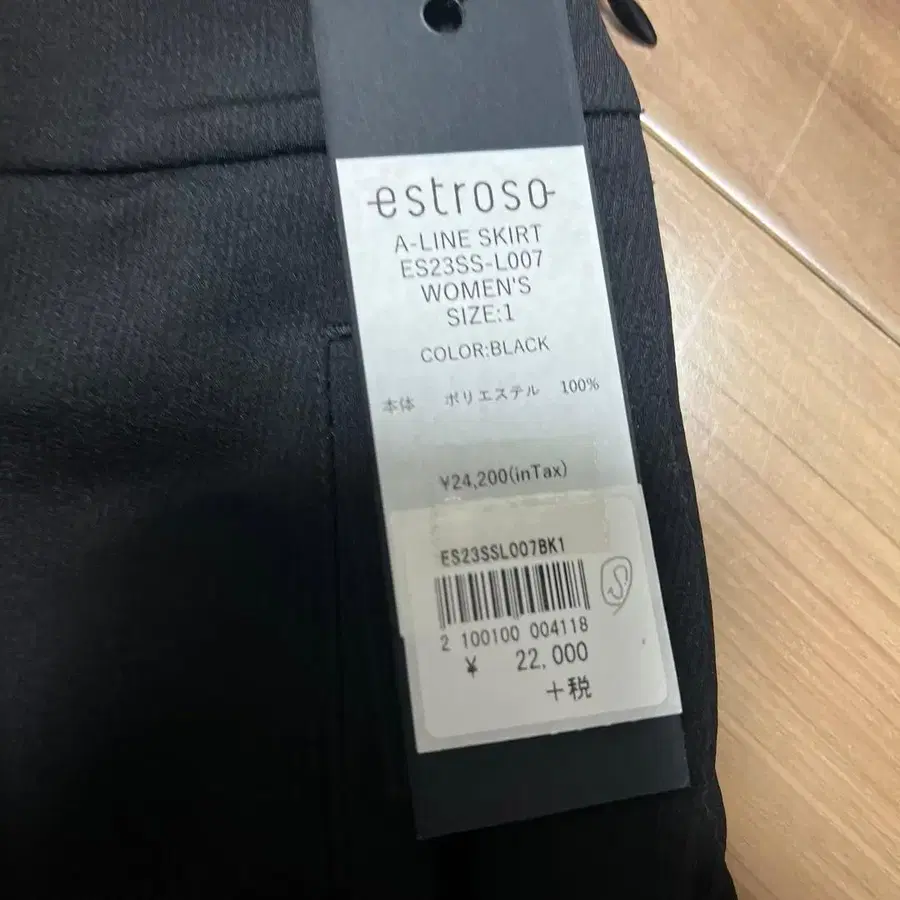 estroso
A-LINE SKIRT
ES23SS-L007
WOMEN'S
SIZE:1
COLOR:BLACK
本体 ポリエステル 100%
¥24,200(inTax)
ES23SSL007BK1
S
2 100100 004118
¥ 22,000
+税